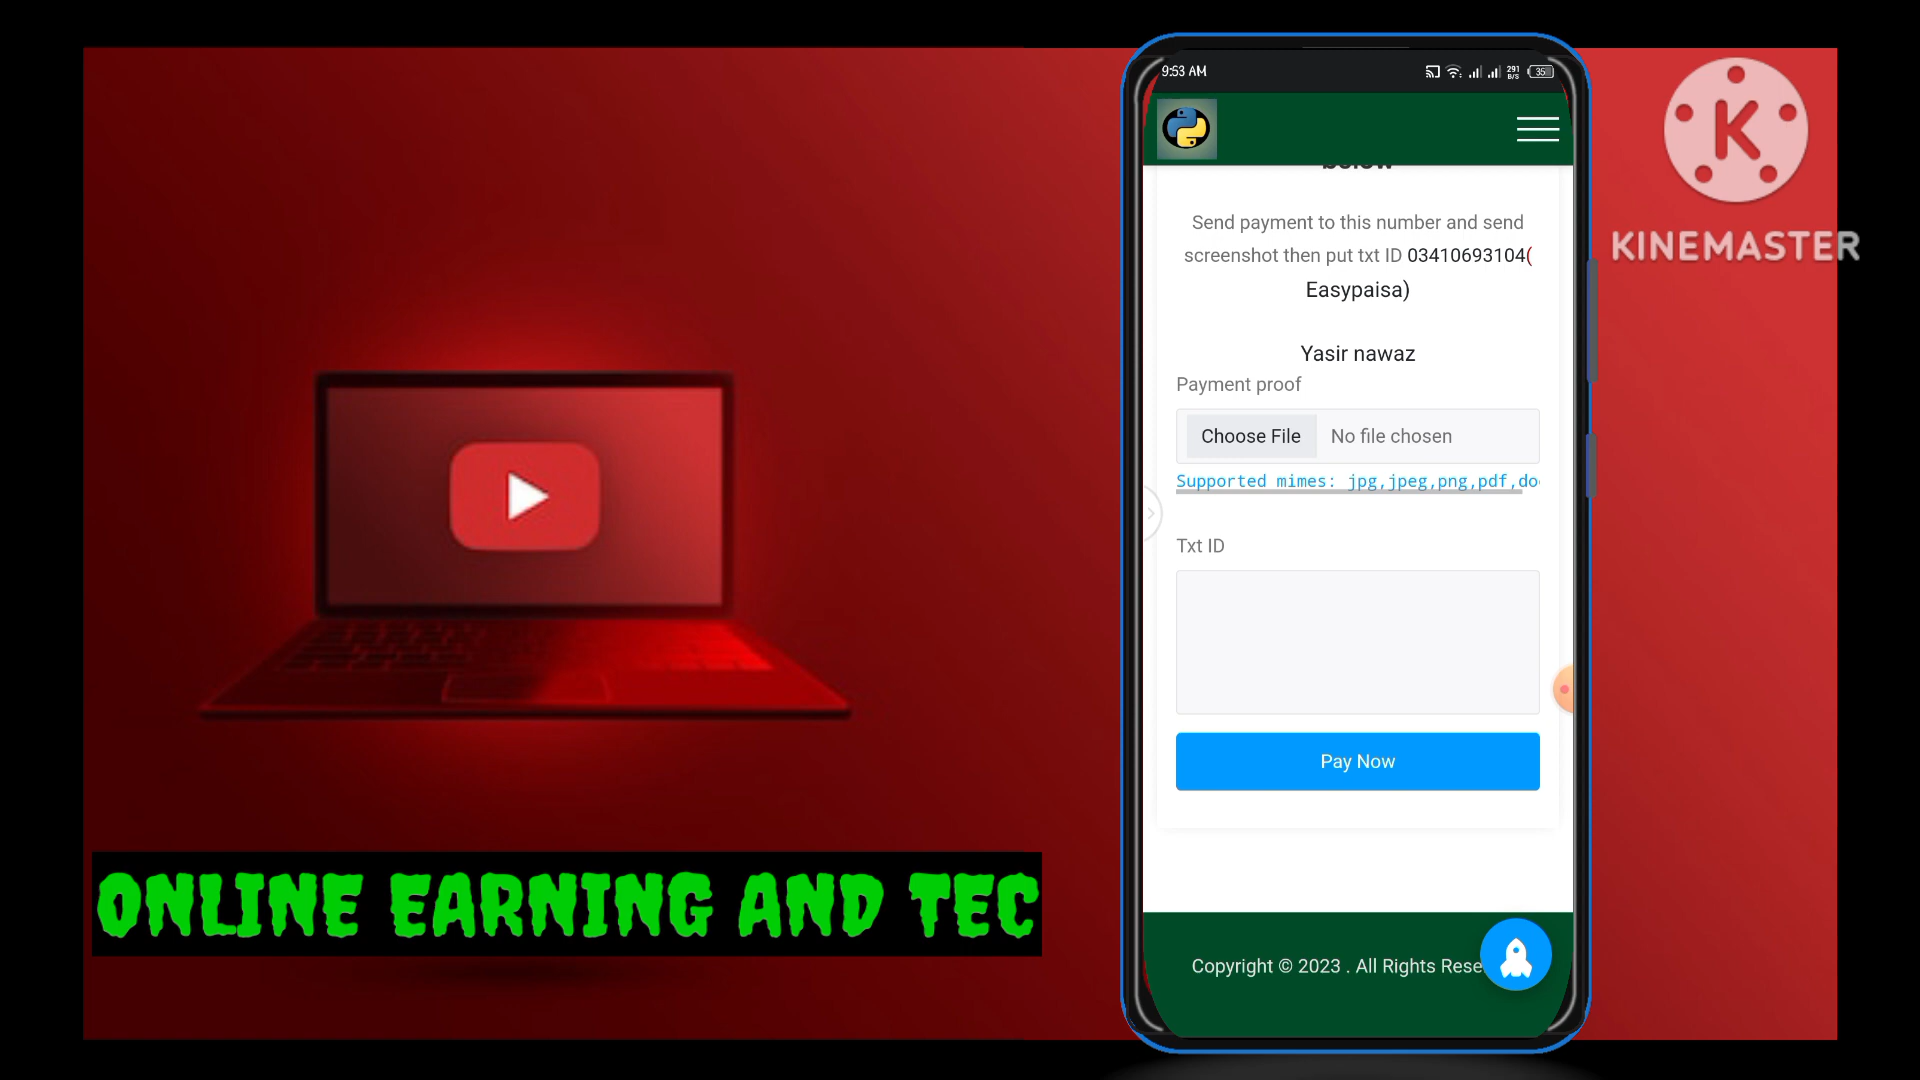 9:53 AM
291
B/S
35
K
KINEMASTER
Send payment to this number and send
screenshot then put txt ID 03410693104(
Easypaisa)
Yasir nawaz
Payment proof
Choose File No file chosen
Supported mimes: jpg,jpeg,png,pdf,do
Txt ID
Pay Now
ONLINE EARNING AND TEC
Copyright © 2023 . All Rights Rese